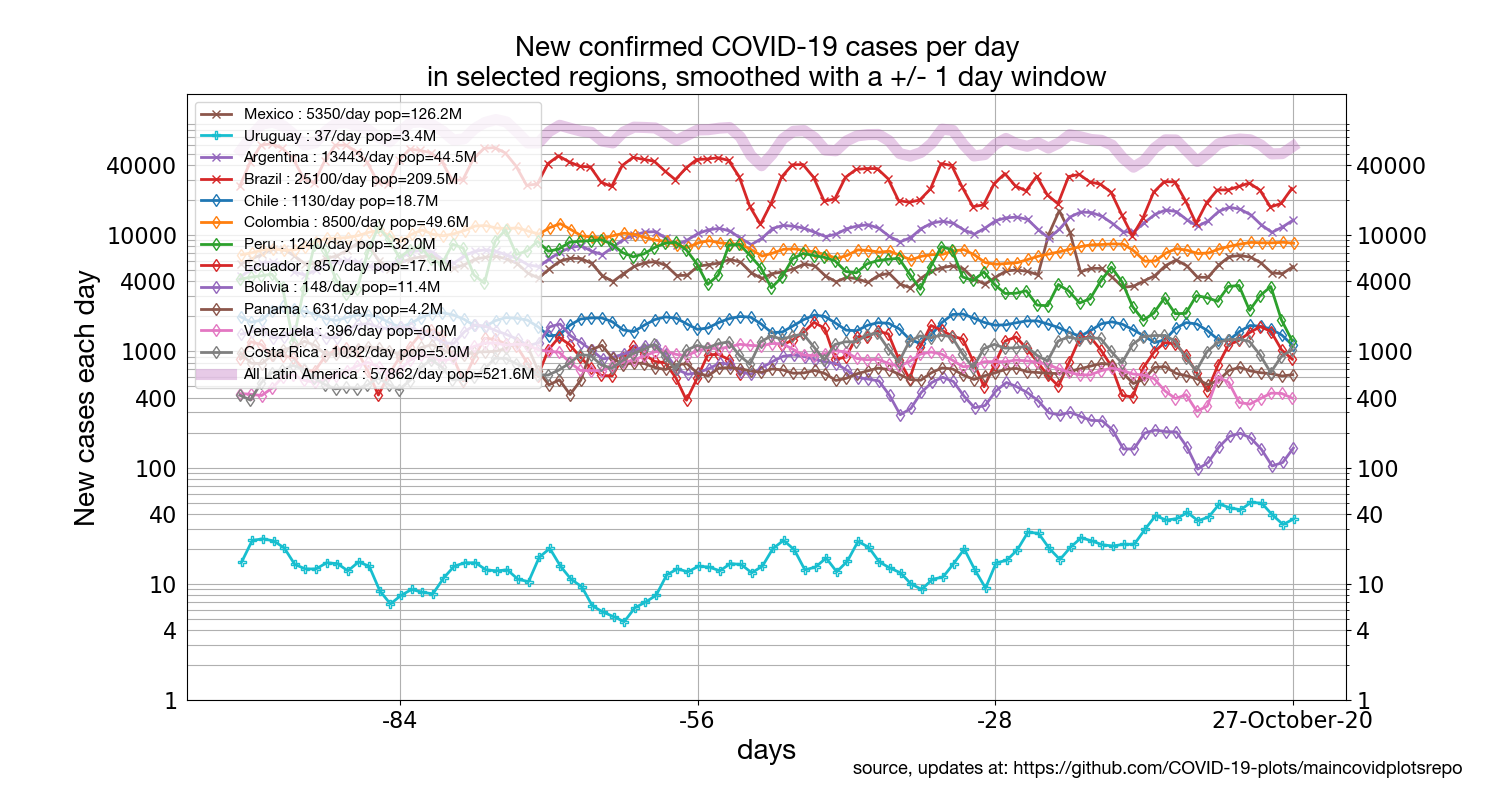 New confirmed COVID-19 cases per day
in selected regions, smoothed with a +/- 1 day window
Mexico : 5350/day pop=126.2M
Uruguay : 37/day pop=3.4M
Argentina : 13443/day pop=44.5M
Brazil : 25100/day pop=209.5M
Chile : 1130/day pop=18.7M
Colombia : 8500/day pop=49.6M
Peru : 1240/day pop=32.0M
Ecuador : 857/day pop=17.1M
Bolivia : 148/day pop=11.4M
Panama : 631/day pop=4.2M
Venezuela : 396/day pop=0.0M
Costa Rica : 1032/day pop=5.0M
All Latin America : 57862/day pop=521.6M
New cases each day
40000
10000
4000
1000
400
100
40
10
4
1
40000
10000
4000
1000
400
100
40
10
4
1
-84
-56
-28
27-October-20
days
source, updates at: https://github.com/COVID-19-plots/maincovidplotsrepo